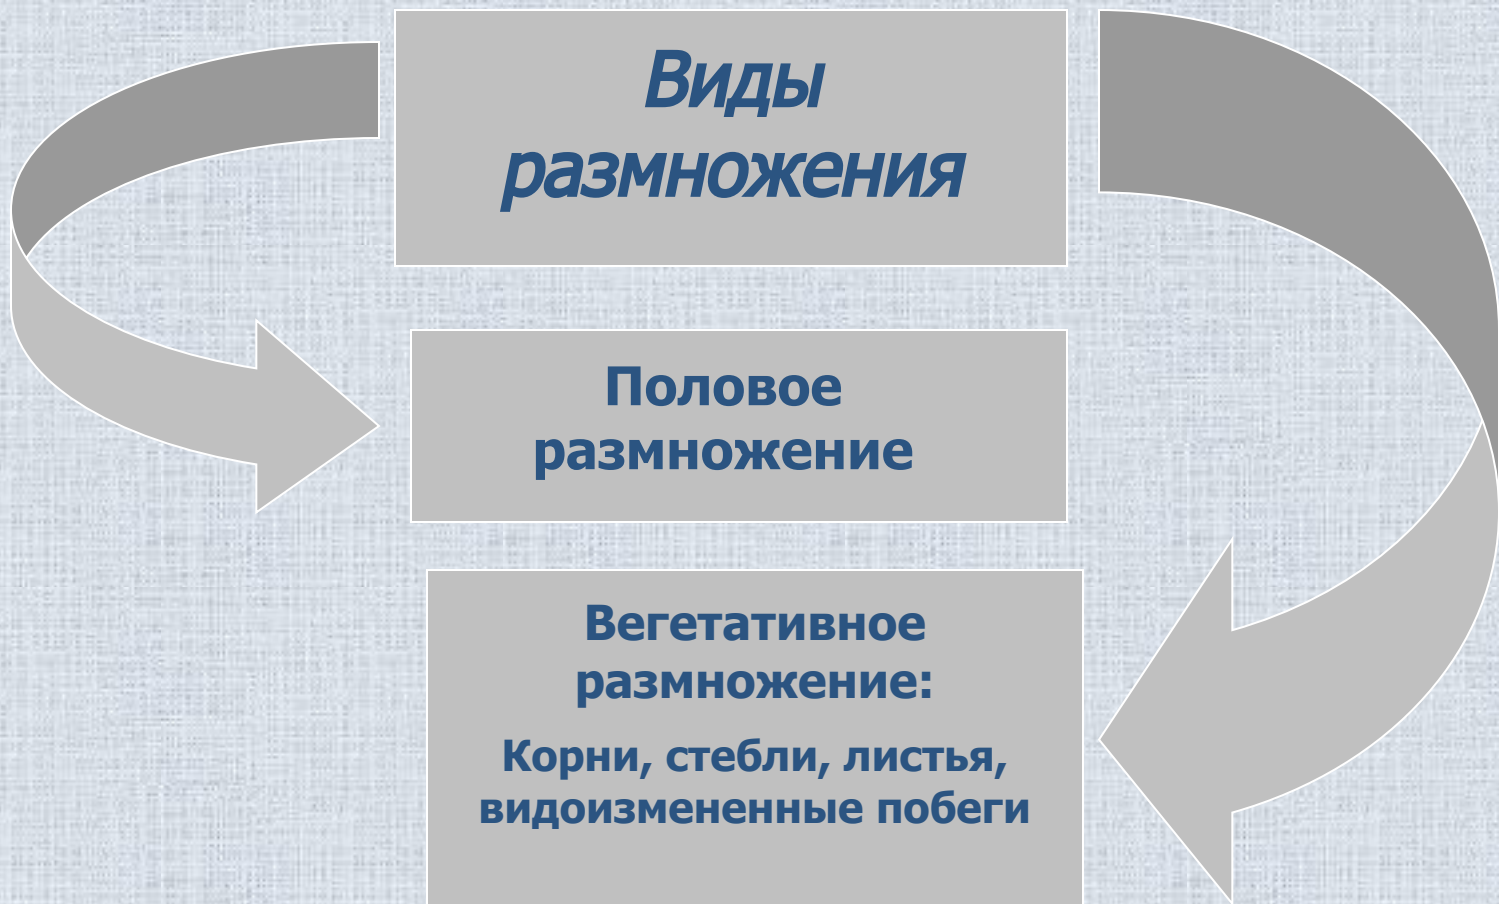 Виды
размножения
Половое
размножение
Вегетативное
размножение:
Корни, стебли, листья,
видоизмененные побеги